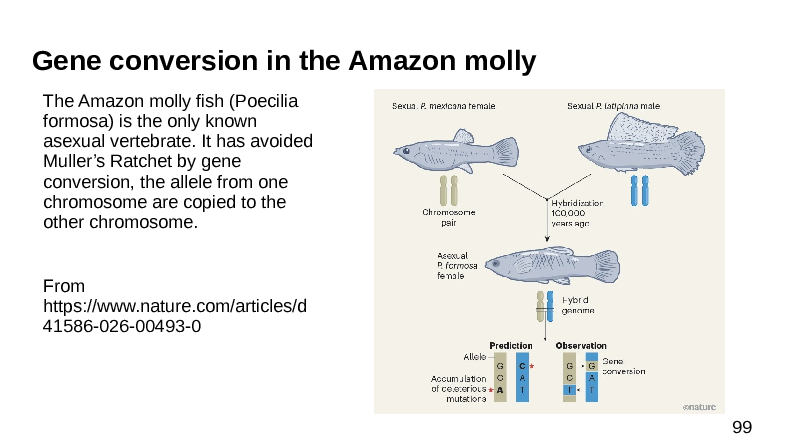 Gene conversion in the Amazon molly
The Amazon molly fish (Poecilia
formosa) is the only known
asexual vertebrate. It has avoided
Muller's Ratchet by gene
conversion, the allele from one
chromosome are copied to the
other chromosome.
From
https://www.nature.com/articles/d
41586-026-00493-0
Sexual P. mexicana female
Sexual P. latipinna male
Chromosome
pair
Hybridization
100,000
years ago
Asexual
P. formosa
female
Hybrid
genome
Prediction
Observation
Allele
G C
C A
A T
G G
C A
T T
Gene
conversion
Accumulation
of deleterious
mutations
©nature
99